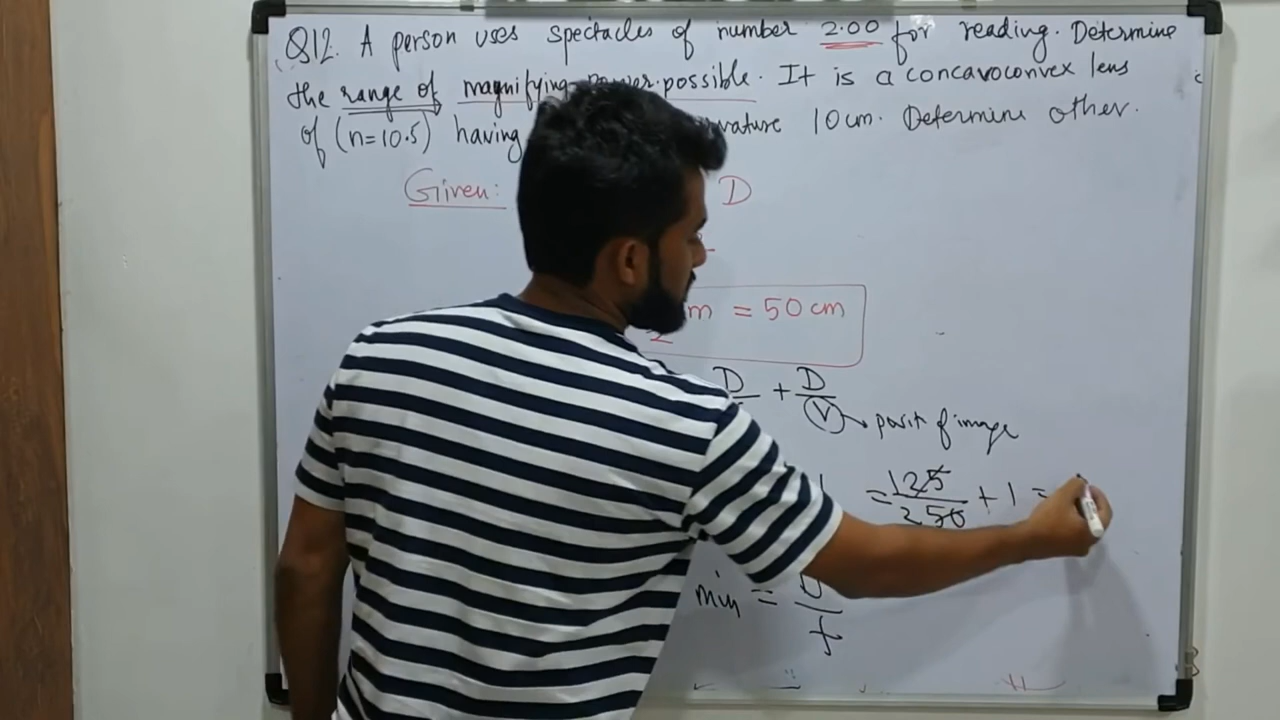 Q12. A person uses spectacles of number 2.00 for reading. Determine
the range of magnifying power possible. It is a concavoconvex lens
of (n=10.5) having vature 10cm. Determine other.
Given: D
m = 50 cm
2
D + D
V → posit of image
= 125/250 + 1 =
min = D/f